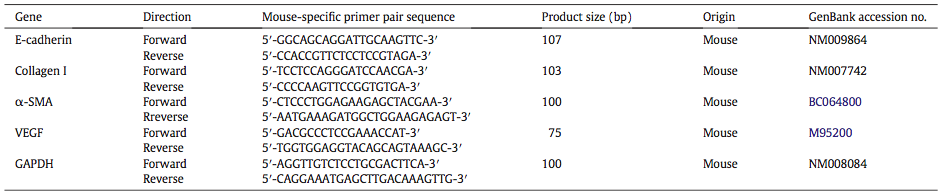 Gene Direction Mouse-specific primer pair sequence Product size (bp) Origin GenBank accession no.
E-cadherin Forward 5′-GGCAGCAGGATTGCAAGTTC-3′ 107 Mouse NM009864
Reverse 5′-CCACCGTTCTCCTCCGTAGA-3′
Collagen I Forward 5′-TCCTCCAGGGATCCAACGA-3′ 103 Mouse NM007742
Reverse 5′-CCCCAAGTTCCGGTGTGA-3′
α-SMA Forward 5′-CTCCCTGGAGAAGAGCTACGAA-3′ 100 Mouse BC064800
Rreverse 5′-AATGAAAGATGGCTGGAAGAGAGT-3′
VEGF Forward 5′-GACGCCCTCCGAAACCAT-3′ 75 Mouse M95200
Reverse 5′-TGGTGGAGGTACAGCAGTAAAGC-3′
GAPDH Forward 5′-AGGTTGTCTCCTGCGACTTCA-3′ 100 Mouse NM008084
Reverse 5′-CAGGAAATGAGCTTGACAAAGTTG-3′